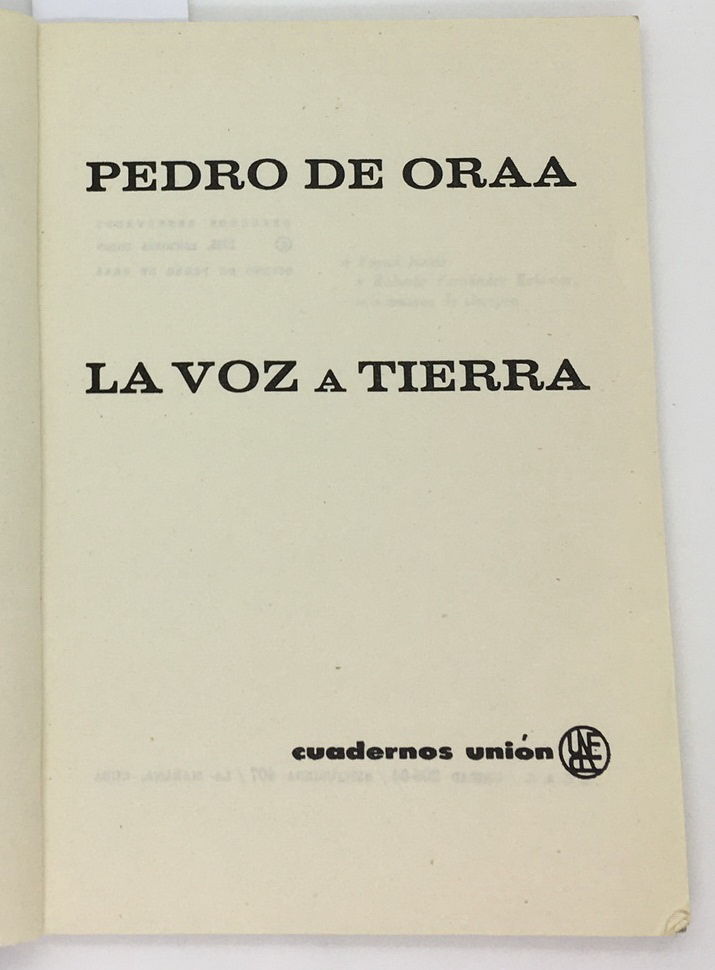 PEDRO DE ORAA
LA VOZ A TIERRA
cuadernos unión